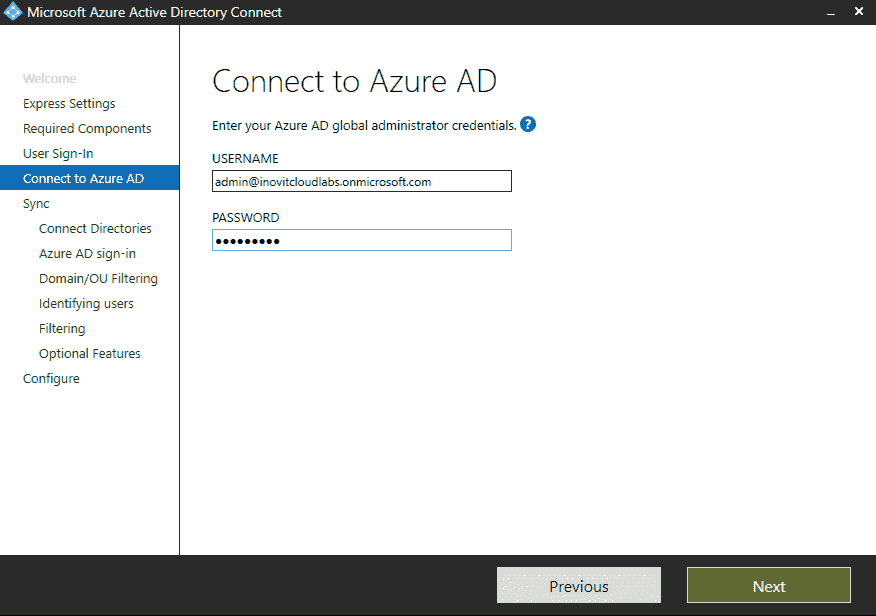 Microsoft Azure Active Directory Connect
Welcome
Express Settings
Required Components
User Sign-In
Connect to Azure AD
Sync
Connect Directories
Azure AD sign-in
Domain/OU Filtering
Identifying users
Filtering
Optional Features
Configure
Connect to Azure AD
Enter your Azure AD global administrator credentials. ?
USERNAME
admin@inovitcloudlabs.onmicrosoft.com
PASSWORD
●●●●●●●●●
Previous
Next